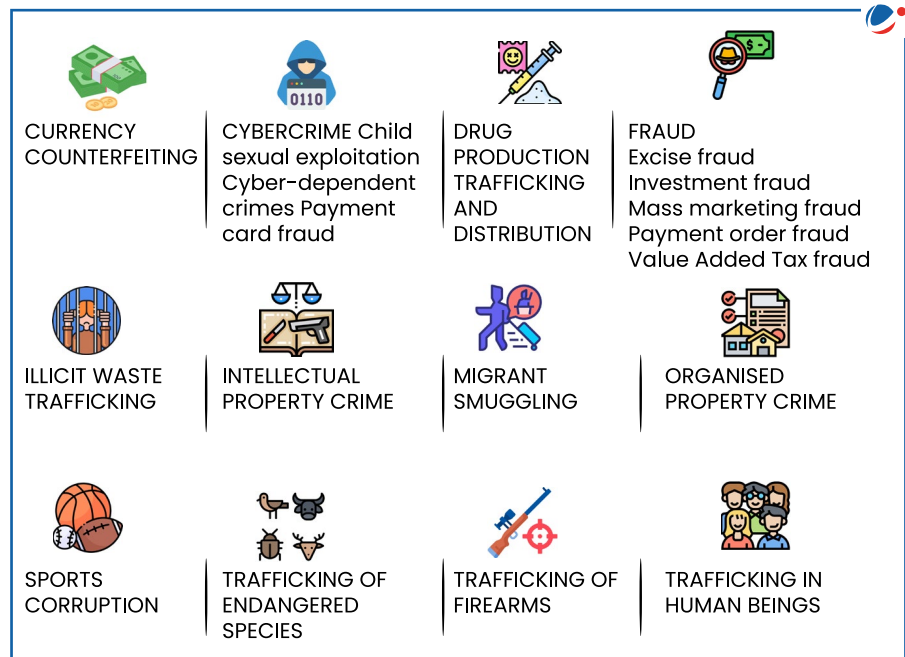 0110
CURRENCY
COUNTERFEITING
CYBERCRIME Child
sexual exploitation
Cyber-dependent
crimes Payment
card fraud
DRUG
PRODUCTION
TRAFFICKING
AND
DISTRIBUTION
FRAUD
Excise fraud
Investment fraud
Mass marketing fraud
Payment order fraud
Value Added Tax fraud
ILLICIT WASTE
TRAFFICKING
INTELLECTUAL
PROPERTY CRIME
MIGRANT
SMUGGLING
ORGANISED
PROPERTY CRIME
SPORTS
CORRUPTION
TRAFFICKING OF
ENDANGERED
SPECIES
TRAFFICKING OF
FIREARMS
TRAFFICKING IN
HUMAN BEINGS